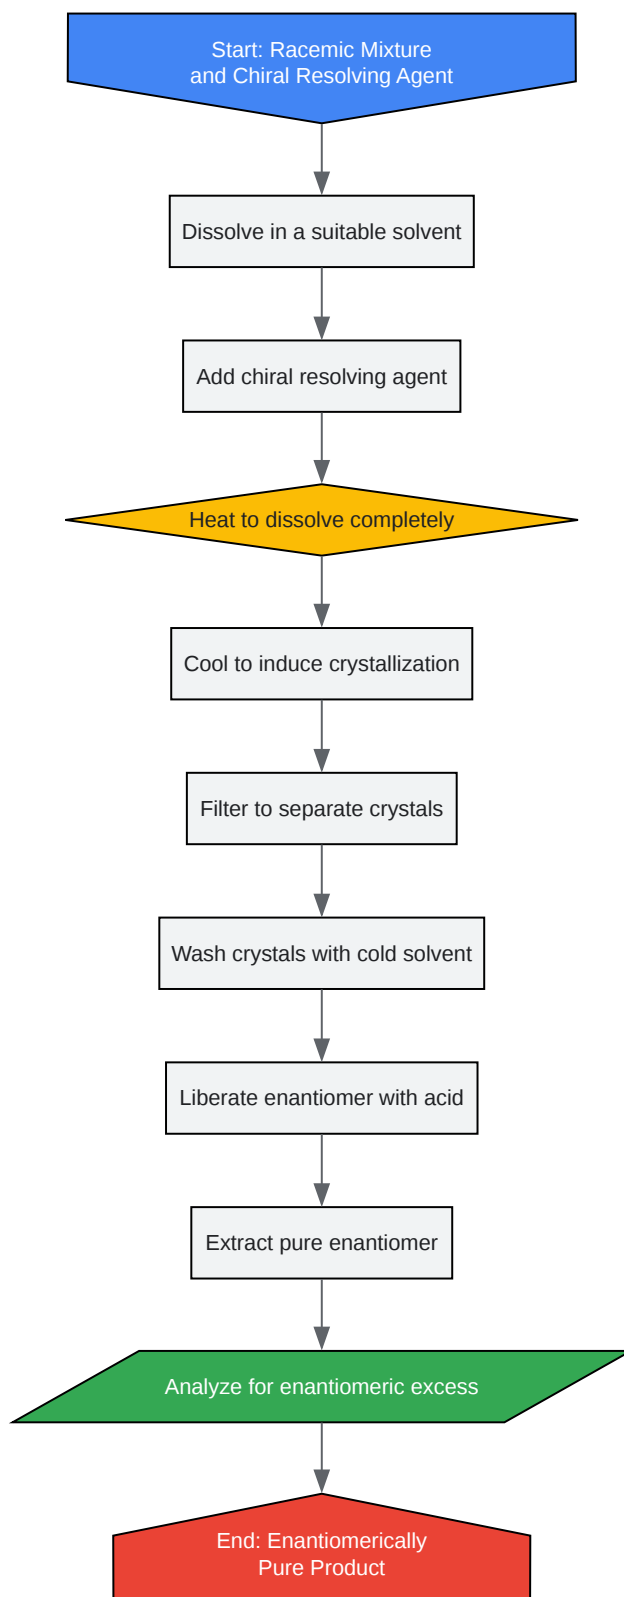 Start: Racemic Mixture
and Chiral Resolving Agent
Dissolve in a suitable solvent
Add chiral resolving agent
Heat to dissolve completely
Cool to induce crystallization
Filter to separate crystals
Wash crystals with cold solvent
Liberate enantiomer with acid
Extract pure enantiomer
Analyze for enantiomeric excess
End: Enantiomerically
Pure Product